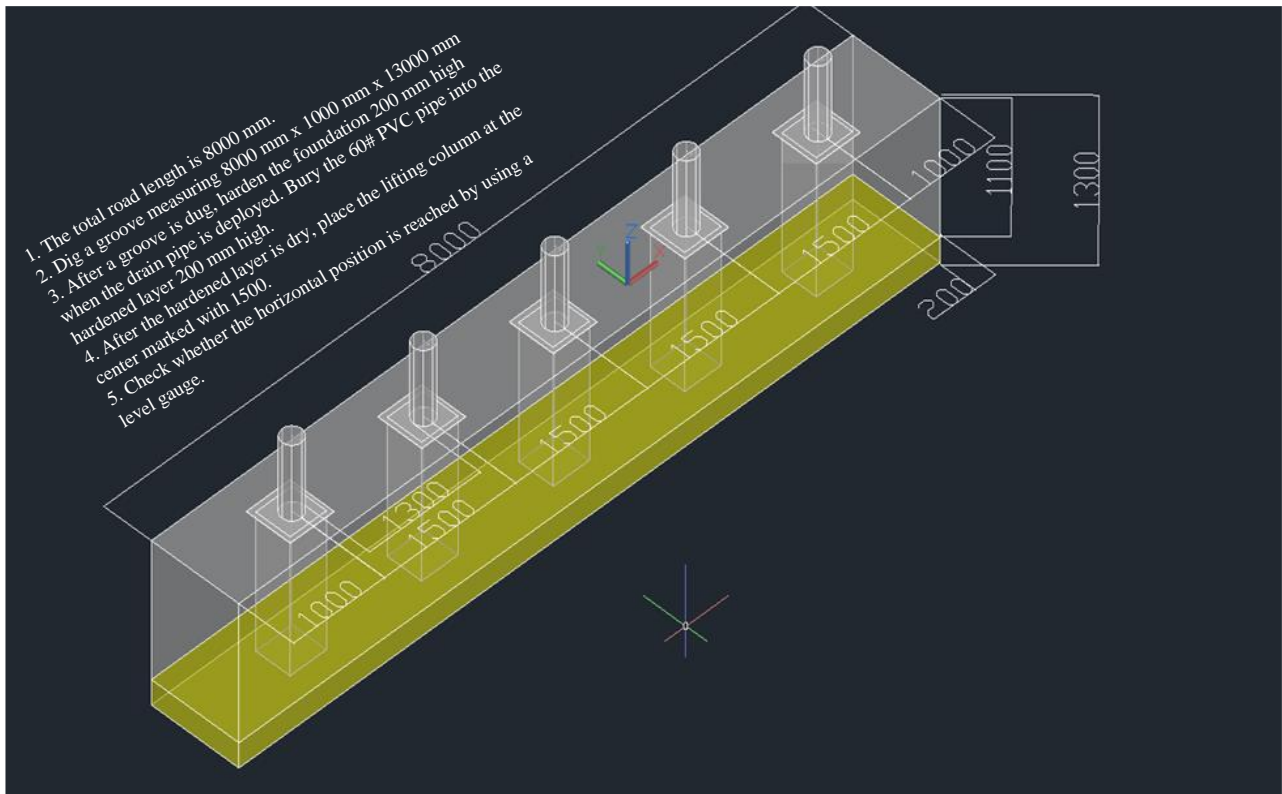 1. The total road length is 8000 mm.
2. Dig a groove measuring 8000 mm x 1000 mm x 13000 mm
3. After a groove is dug, harden the foundation 200 mm high
when the drain pipe is deployed. Bury the 60# PVC pipe into the
hardened layer 200 mm high.
4. After the hardened layer is dry, place the lifting column at the
center marked with 1500.
5. Check whether the horizontal position is reached by using a
level gauge.
8000
1000
1100
1300
1500
200
1500
1500
1300
1500
1000
Z
X
Y